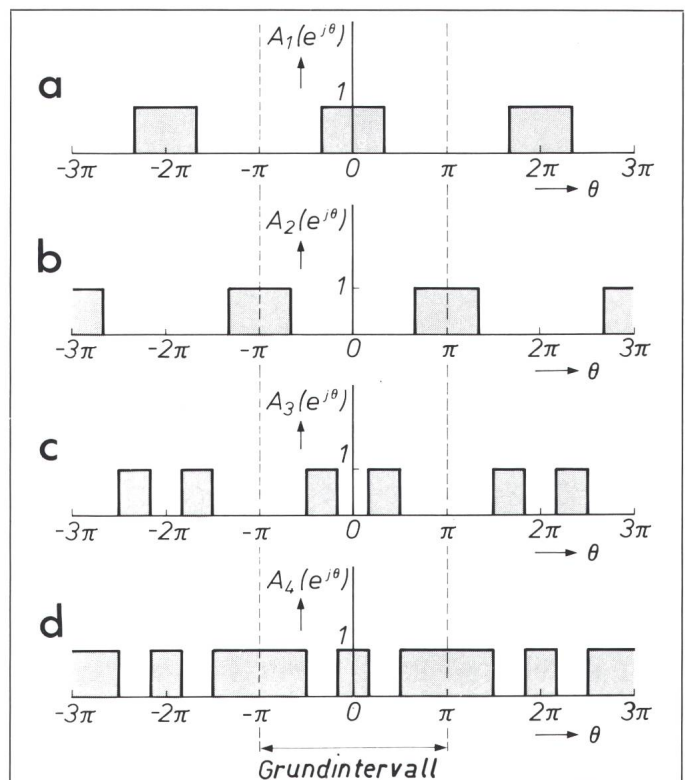 A₁(e^{jθ})
a
1
-3π -2π -π 0 π 2π 3π
θ
A₂(e^{jθ})
b
1
-3π -2π -π 0 π 2π 3π
θ
A₃(e^{jθ})
c
1
-3π -2π -π 0 π 2π 3π
θ
A₄(e^{jθ})
d
1
-3π -2π -π 0 π 2π 3π
θ
Grundintervall